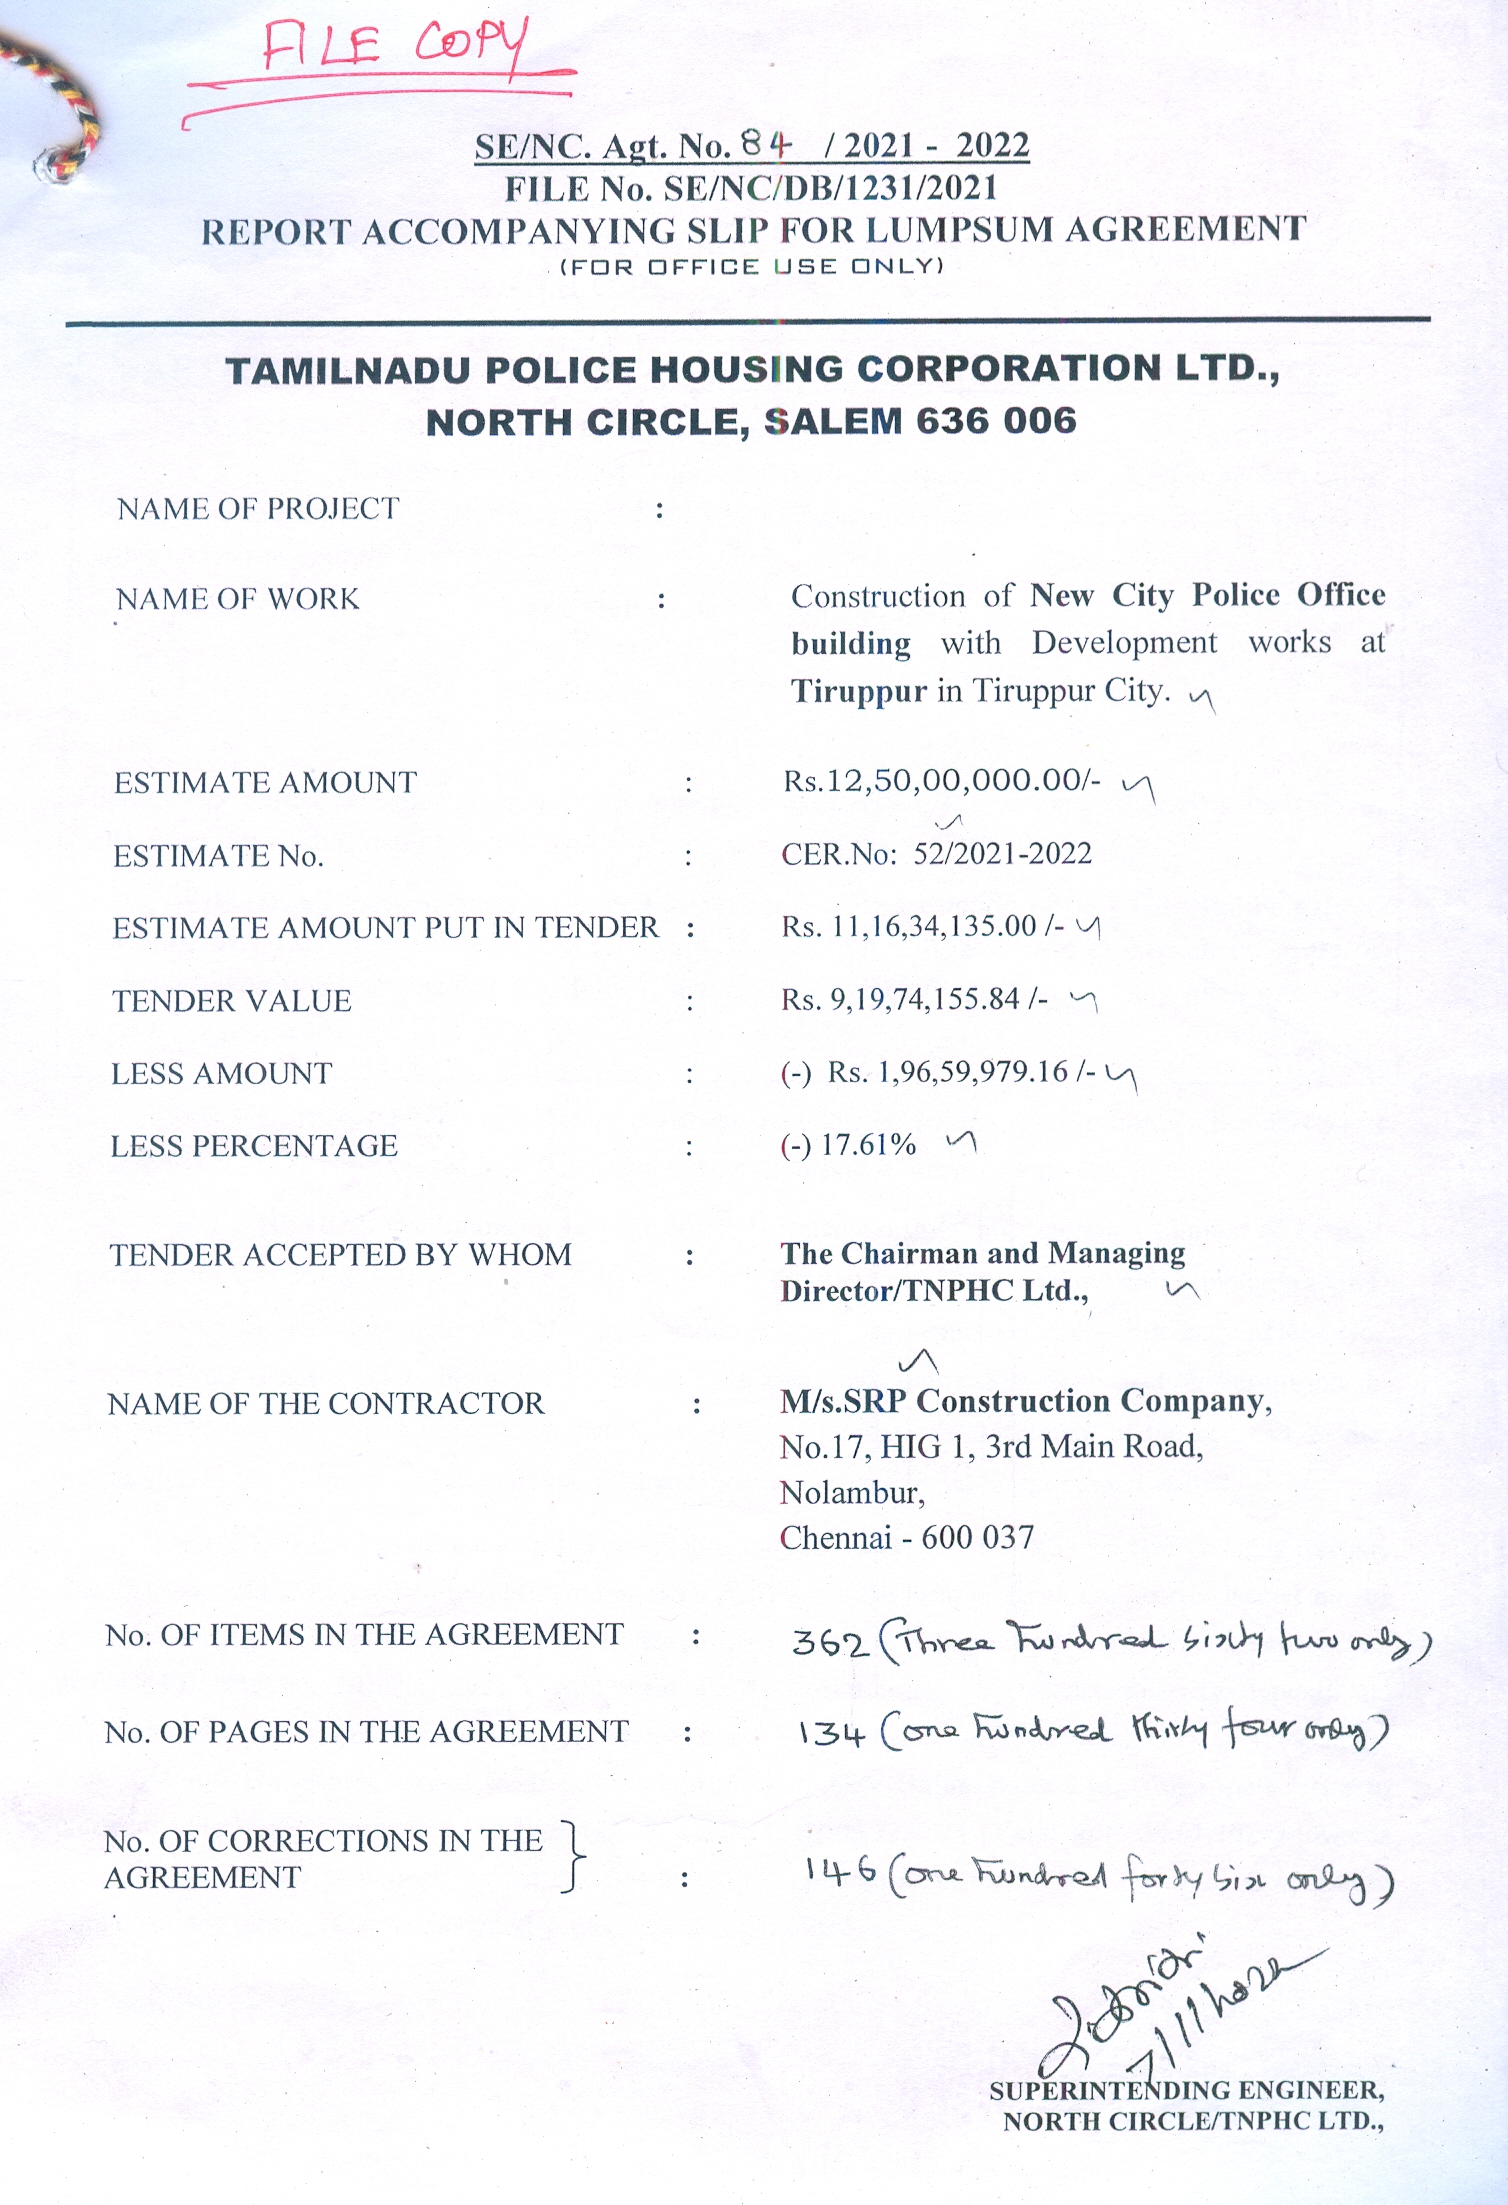 FILE COPY
SE/NC. Agt. No. 84 / 2021 - 2022
FILE No. SE/NC/DB/1231/2021
REPORT ACCOMPANYING SLIP FOR LUMPSUM AGREEMENT
(FOR OFFICE USE ONLY)
TAMILNADU POLICE HOUSING CORPORATION LTD.,
NORTH CIRCLE, SALEM 636 006
NAME OF PROJECT :
NAME OF WORK : Construction of New City Police Office
building with Development works at
Tiruppur in Tiruppur City.
ESTIMATE AMOUNT : Rs.12,50,00,000.00/-
ESTIMATE No. : CER.No: 52/2021-2022
ESTIMATE AMOUNT PUT IN TENDER : Rs. 11,16,34,135.00 /-
TENDER VALUE : Rs. 9,19,74,155.84 /-
LESS AMOUNT : (-) Rs. 1,96,59,979.16 /-
LESS PERCENTAGE : (-) 17.61%
TENDER ACCEPTED BY WHOM : The Chairman and Managing
Director/TNPHC Ltd.,
NAME OF THE CONTRACTOR : M/s.SRP Construction Company,
No.17, HIG 1, 3rd Main Road,
Nolambur,
Chennai - 600 037
No. OF ITEMS IN THE AGREEMENT : 362 (Three hundred sixty two only)
No. OF PAGES IN THE AGREEMENT : 134 (one hundred thirty four only)
No. OF CORRECTIONS IN THE
AGREEMENT : 146 (one hundred forty six only)
SUPERINTENDING ENGINEER,
NORTH CIRCLE/TNPHC LTD.,